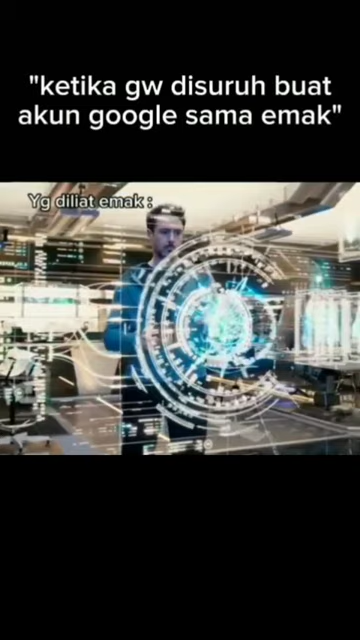 "ketika gw disuruh buat
akun google sama emak"
Yg diliat emak :